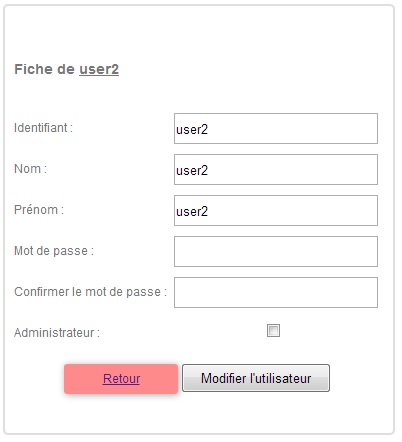 Fiche de user2
Identifiant : user2
Nom : user2
Prénom : user2
Mot de passe :
Confirmer le mot de passe :
Administrateur :
Retour Modifier l'utilisateur